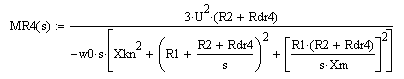 MR4(s) := 3·U²·(R2 + Rdr4) / -w0·s·[Xkn² + (R1 + (R2 + Rdr4)/s)² + [R1·(R2 + Rdr4)/(s·Xm)]²]